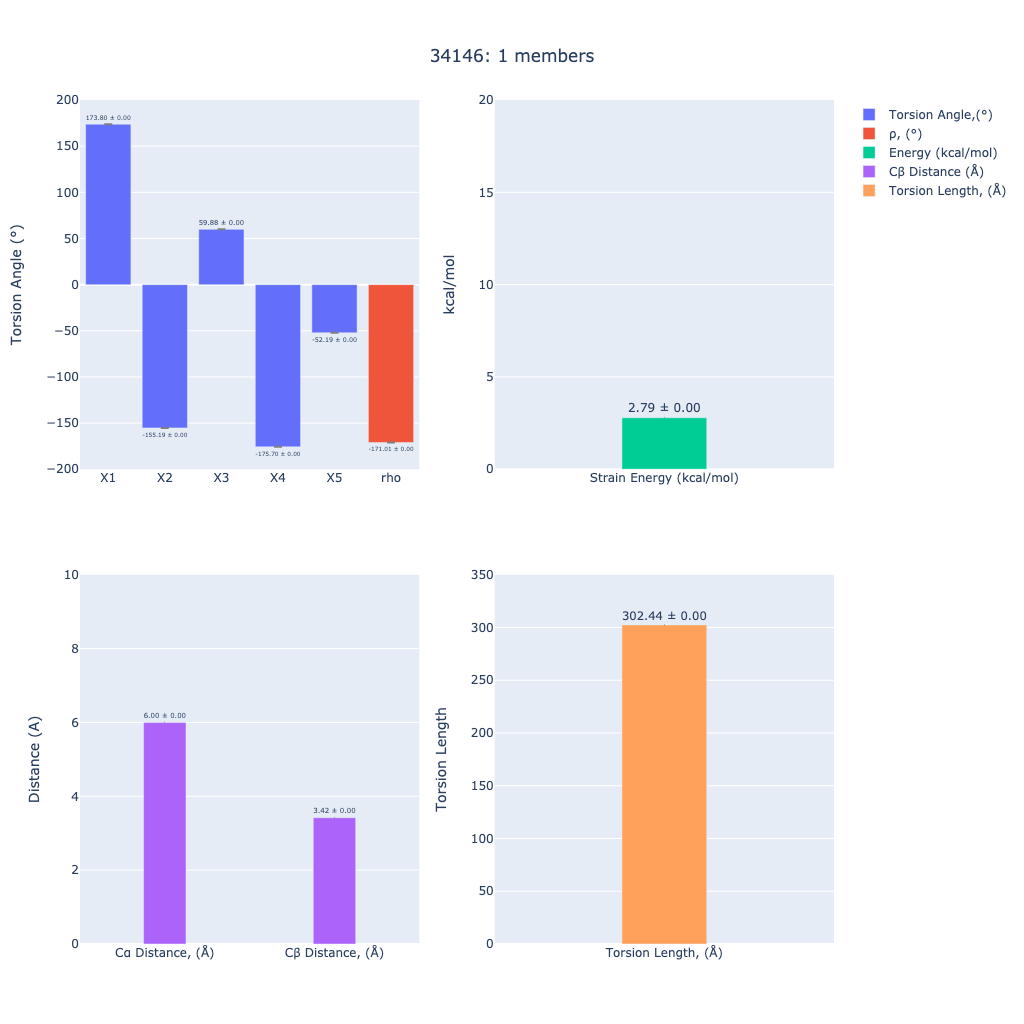 34146: 1 members
Torsion Angle (°)
200
150
100
50
0
−50
−100
−150
−200
173.80 ± 0.00
-155.19 ± 0.00
59.88 ± 0.00
-175.70 ± 0.00
-52.19 ± 0.00
-171.01 ± 0.00
X1 X2 X3 X4 X5 rho
kcal/mol
20
15
10
5
0
2.79 ± 0.00
Strain Energy (kcal/mol)
Torsion Angle,(°)
ρ, (°)
Energy (kcal/mol)
Cβ Distance (Å)
Torsion Length, (Å)
Distance (A)
10
8
6
4
2
0
6.00 ± 0.00
3.42 ± 0.00
Cα Distance, (Å) Cβ Distance, (Å)
Torsion Length
350
300
250
200
150
100
50
0
302.44 ± 0.00
Torsion Length, (Å)